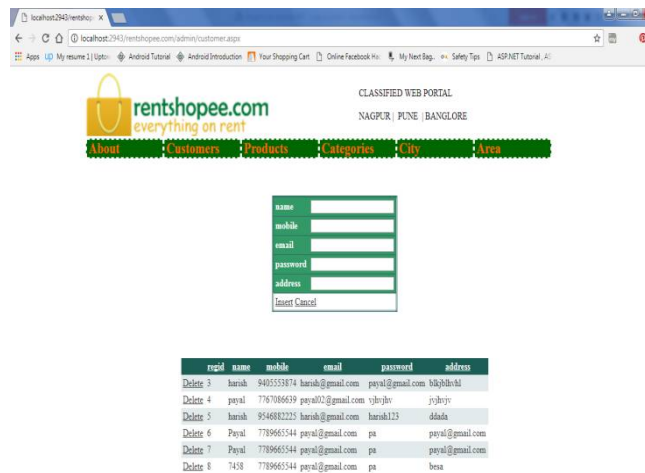 localhost:2943/rentshop
localhost:2943/rentshopee.com/admin/customer.aspx
Apps My resume 1 | Upto Android Tutorial Android Introduction Your Shopping Cart Online Facebook Ha My Next Bag.. Safety Tips ASP.NET Tutorial , AS
rentshopee.com
everything on rent
CLASSIFIED WEB PORTAL
NAGPUR | PUNE | BANGLORE
About Customers Products Categories City Area
name
mobile
email
password
address
Insert Cancel
regid name mobile email password address
Delete 3 harish 9405553874 harish@gmail.com payal@gmail.com
Delete 4 payal 7767086639 payal02@gmail.com vjhvjhv jvjhvjv
Delete 5 harish 9546882225 harish@gmail.com harish123 ddada
Delete 6 Payal 7789665544 payal@gmail.com pa payal@gmail.com
Delete 7 Payal 7789665544 payal@gmail.com pa payal@gmail.com
Delete 8 7458 7789665544 payal@gmail.com pa besa